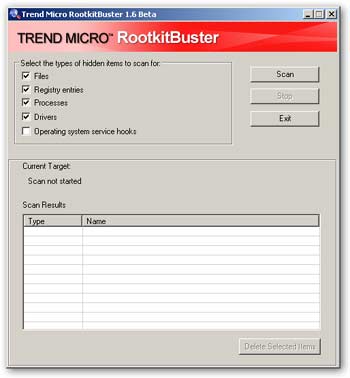 Trend Micro RootkitBuster 1.6 Beta
TREND MICRO™ RootkitBuster
Select the types of hidden items to scan for:
Files
Registry entries
Processes
Drivers
Operating system service hooks
Scan
Stop
Exit
Current Target:
Scan not started
Scan Results
Type Name
Delete Selected Items